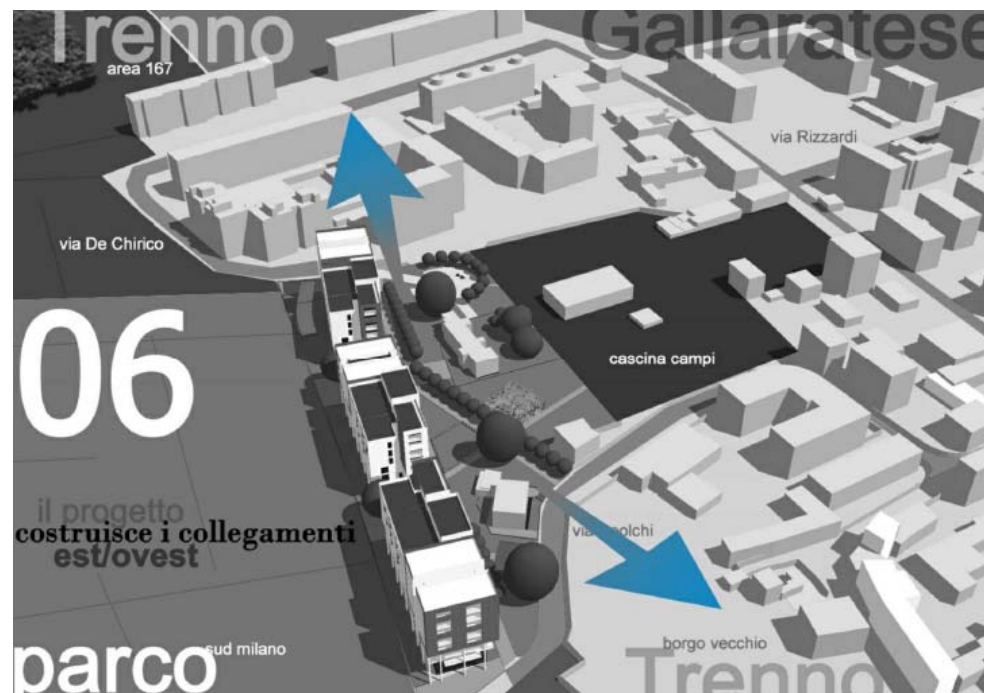 Trenno
Gallaratese
area 167
via Rizzardi
via De Chirico
06
cascina campi
il progetto
costruisce i collegamenti
est/ovest
via
borgo vecchio
parco
sud milano
Trenno